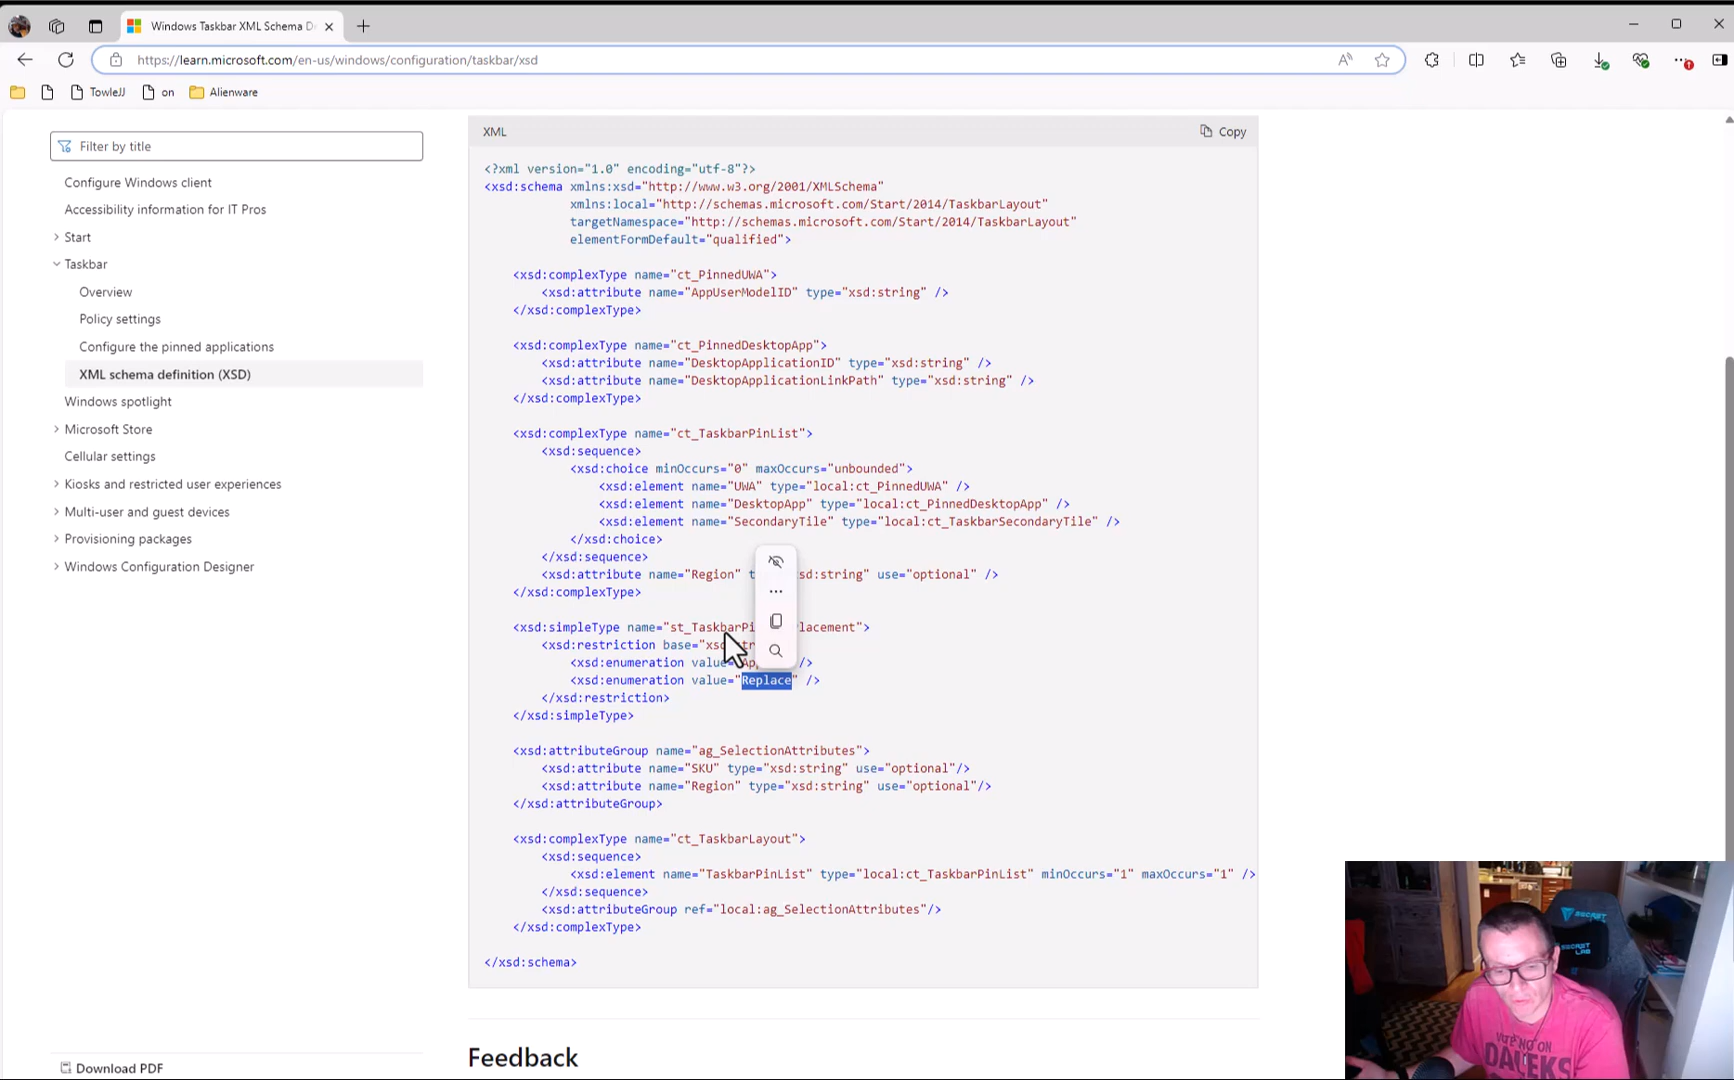 Windows Taskbar XML Schema D
https://learn.microsoft.com/en-us/windows/configuration/taskbar/xsd
TowleJJ
on
Alienware
Filter by title
Configure Windows client
Accessibility information for IT Pros
Start
Taskbar
Overview
Policy settings
Configure the pinned applications
XML schema definition (XSD)
Windows spotlight
Microsoft Store
Cellular settings
Kiosks and restricted user experiences
Multi-user and guest devices
Provisioning packages
Windows Configuration Designer
Download PDF
XML
Copy
<?xml version="1.0" encoding="utf-8"?>
<xsd:schema xmlns:xsd="http://www.w3.org/2001/XMLSchema"
xmlns:local="http://schemas.microsoft.com/Start/2014/TaskbarLayout"
targetNamespace="http://schemas.microsoft.com/Start/2014/TaskbarLayout"
elementFormDefault="qualified">
<xsd:complexType name="ct_PinnedUWA">
<xsd:attribute name="AppUserModelID" type="xsd:string" />
</xsd:complexType>
<xsd:complexType name="ct_PinnedDesktopApp">
<xsd:attribute name="DesktopApplicationID" type="xsd:string" />
<xsd:attribute name="DesktopApplicationLinkPath" type="xsd:string" />
</xsd:complexType>
<xsd:complexType name="ct_TaskbarPinList">
<xsd:sequence>
<xsd:choice minOccurs="0" maxOccurs="unbounded">
<xsd:element name="UWA" type="local:ct_PinnedUWA" />
<xsd:element name="DesktopApp" type="local:ct_PinnedDesktopApp" />
<xsd:element name="SecondaryTile" type="local:ct_TaskbarSecondaryTile" />
</xsd:choice>
</xsd:sequence>
<xsd:attribute name="Region" t sd:string" use="optional" />
</xsd:complexType>
<xsd:simpleType name="st_TaskbarPi lacement">
<xsd:restriction base="xsd
<xsd:enumeration value= />
<xsd:enumeration value="Replace" />
</xsd:restriction>
</xsd:simpleType>
<xsd:attributeGroup name="ag_SelectionAttributes">
<xsd:attribute name="SKU" type="xsd:string" use="optional"/>
<xsd:attribute name="Region" type="xsd:string" use="optional"/>
</xsd:attributeGroup>
<xsd:complexType name="ct_TaskbarLayout">
<xsd:sequence>
<xsd:element name="TaskbarPinList" type="local:ct_TaskbarPinList" minOccurs="1" maxOccurs="1" />
</xsd:sequence>
<xsd:attributeGroup ref="local:ag_SelectionAttributes"/>
</xsd:complexType>
</xsd:schema>
Feedback
SECRET
LAB
VOTE NO ON
DALEKS